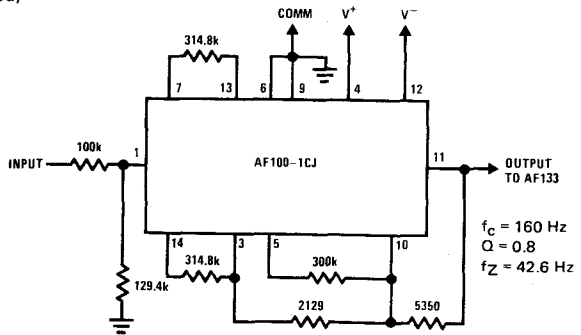 COMM V+ V−
314.8k
7 13 6 9 4 12
100k
INPUT 1 AF100-1CJ 11 OUTPUT
TO AF133
fC = 160 Hz
Q = 0.8
fZ = 42.6 Hz
14 3 5 10
314.8k 300k
129.4k
2129 5350